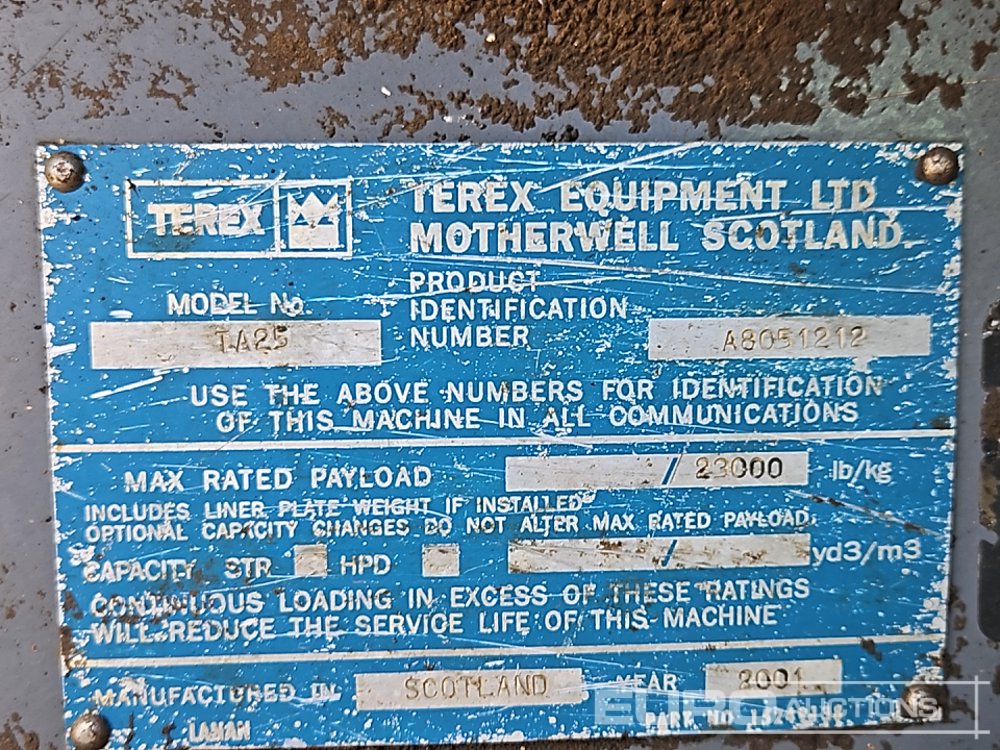 TEREX
TEREX EQUIPMENT LTD
MOTHERWELL SCOTLAND.
MODEL No.
TA25
PRODUCT
IDENTIFICATION
NUMBER
A8051212
USE THE ABOVE NUMBERS FOR IDENTIFICATION
OF THIS MACHINE IN ALL COMMUNICATIONS
MAX RATED PAYLOAD / 23000 lb/kg
INCLUDES LINER PLATE WEIGHT IF INSTALLED
OPTIONAL CAPACITY CHANGES DO NOT ALTER MAX RATED PAYLOAD.
CAPACITY STR HPD / yd3/m3
CONTINUOUS LOADING IN EXCESS OF THESE RATINGS
WILL REDUCE THE SERVICE LIFE OF THIS MACHINE
MANUFACTURED IN SCOTLAND YEAR 2001
PART. NO.
EURO AUCTIONS